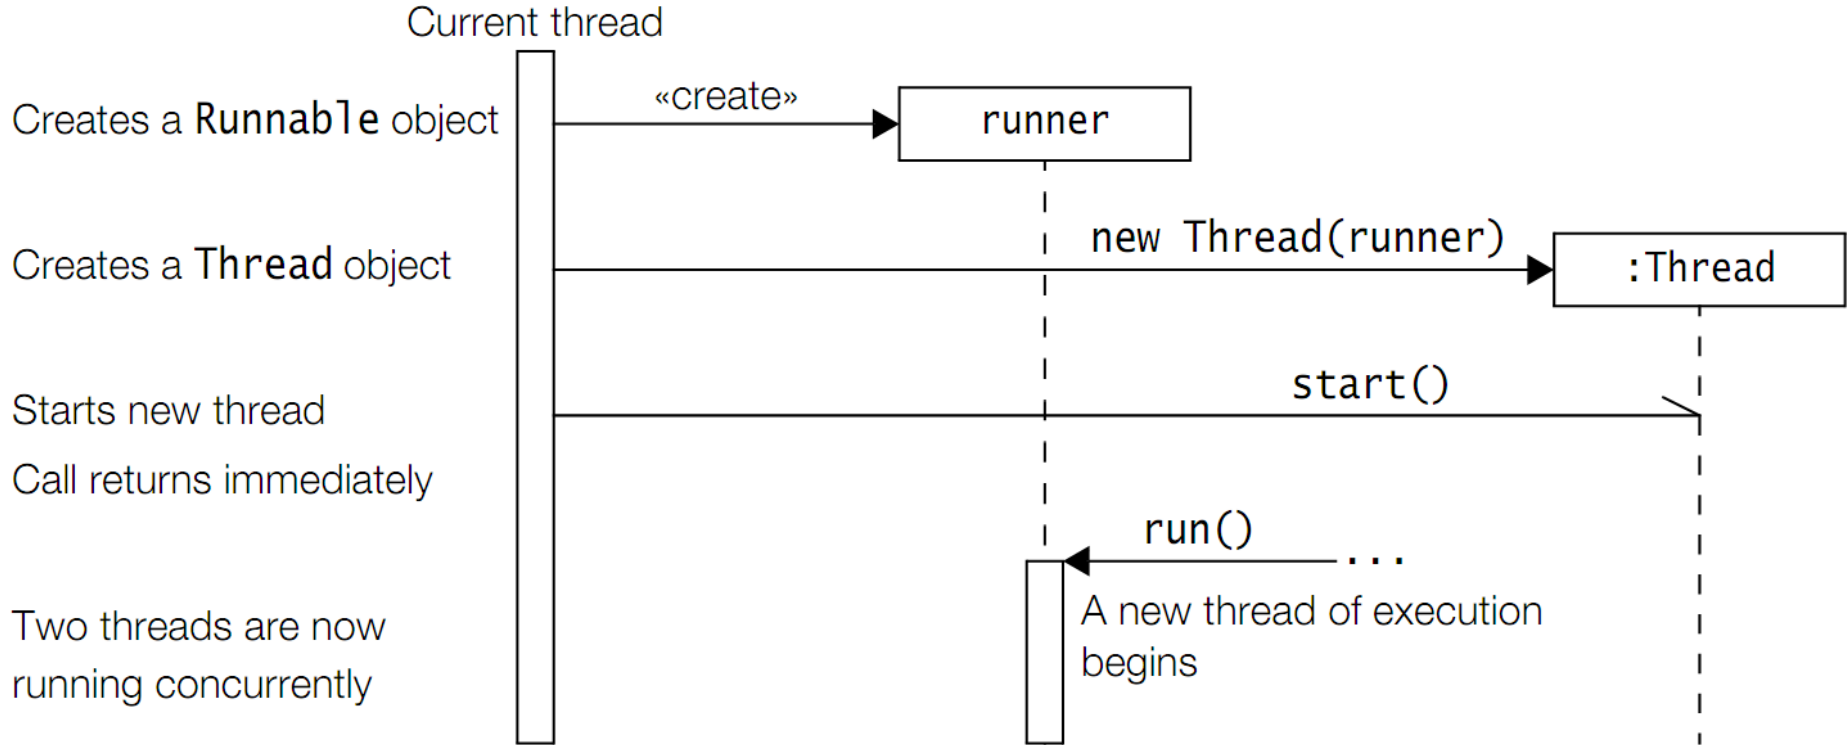 Current thread
Creates a Runnable object
«create»
runner
Creates a Thread object
new Thread(runner)
:Thread
Starts new thread
start()
Call returns immediately
run()
...
A new thread of execution
begins
Two threads are now
running concurrently